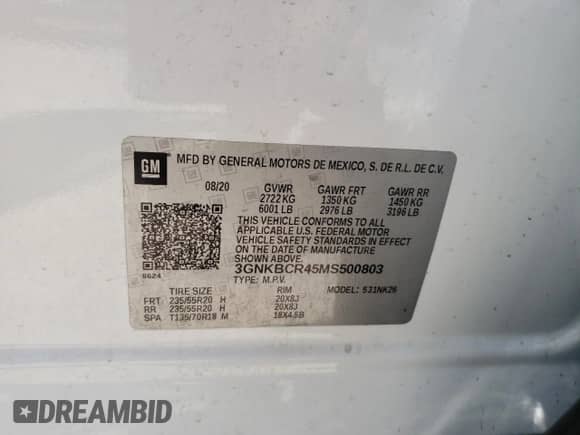 GM
MFD BY GENERAL MOTORS DE MEXICO, S. DE R.L. DE C.V.
08/20 GVWR GAWR FRT GAWR RR
2722 KG 1350 KG 1450 KG
6001 LB 2976 LB 3196 LB
THIS VEHICLE CONFORMS TO ALL
APPLICABLE U.S. FEDERAL MOTOR
VEHICLE SAFETY STANDARDS IN EFFECT
ON THE DATE OF MANUFACTURE
SHOWN ABOVE.
3GNKBCR45MS500803
8624 TYPE: M.P.V. MODEL: 531NK26
TIRE SIZE RIM
FRT 235/55R20 H 20X8J
RR 235/55R20 H 20X8J
SPA T135/70R18 M 18X4.5B
DREAMBID